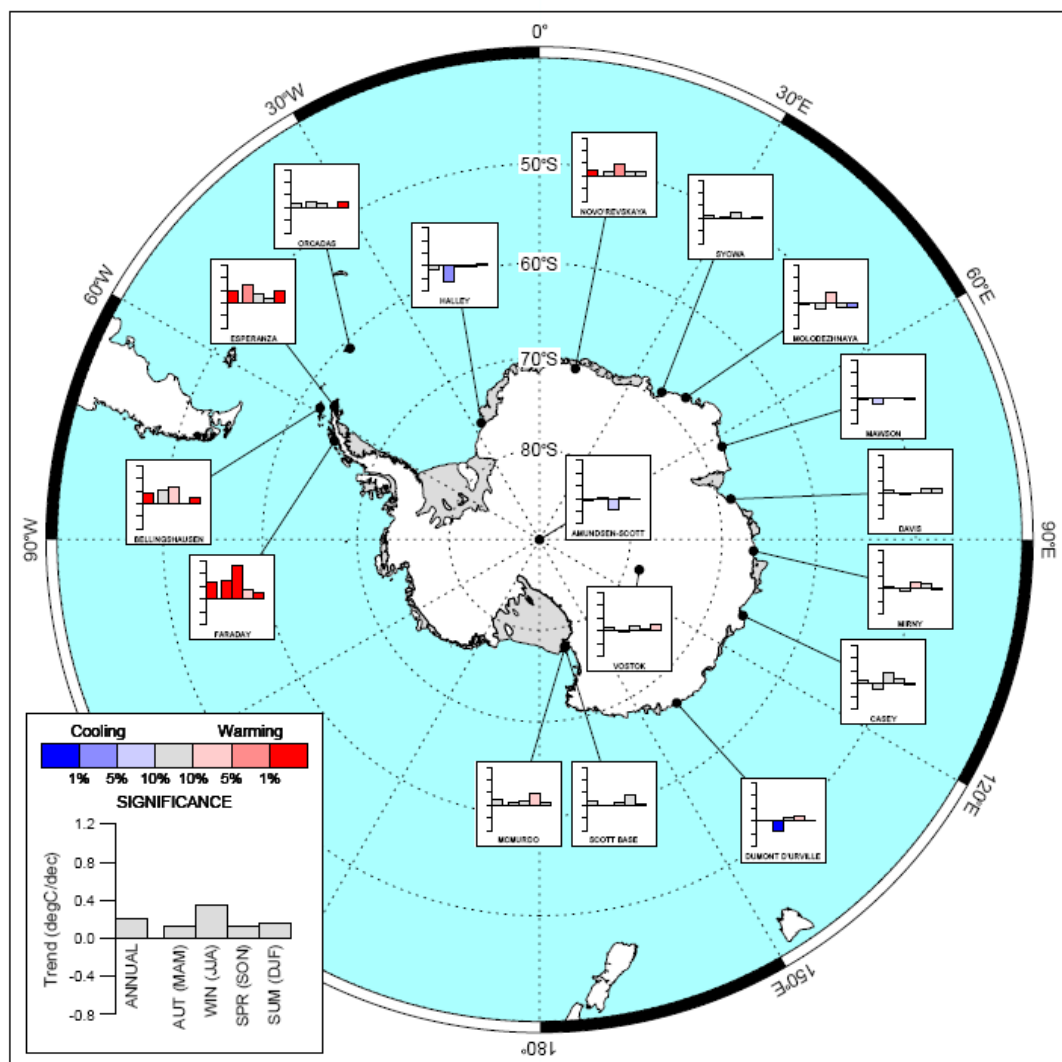 0°
30°W
30°E
50°S
NOVO'REVSKAYA
ORCADAS
SYOWA
60°W
60°S
60°E
HALLEY
ESPERANZA
MOLODEZHNAYA
70°S
MAWSON
80°S
BELLINGSHAUSEN
AMUNDSEN-SCOTT
DAVIS
90°W
90°E
FARADAY
MIRNY
VOSTOK
CASEY
Cooling Warming
1% 5% 10% 10% 5% 1%
SIGNIFICANCE
120°E
MCMURDO
SCOTT BASE
DUMONT D'URVILLE
1.2
0.8
0.4
0.0
-0.4
-0.8
Trend (degC/dec)
ANNUAL
AUT (MAM)
WIN (JJA)
SPR (SON)
SUM (DJF)
150°E
180°